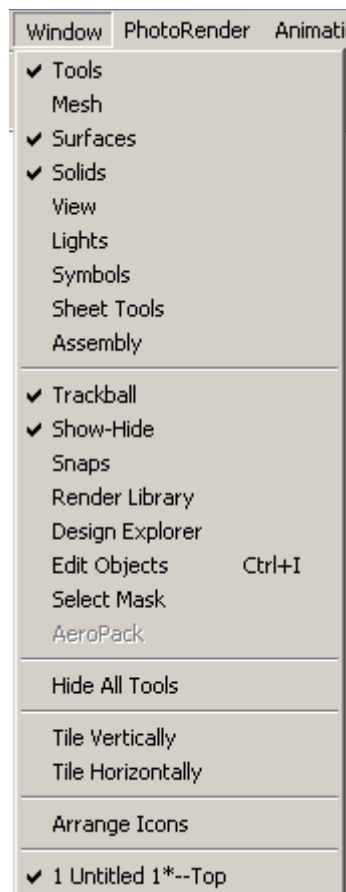 Window PhotoRender Animati
✔ Tools
Mesh
✔ Surfaces
✔ Solids
View
Lights
Symbols
Sheet Tools
Assembly
✔ Trackball
✔ Show-Hide
Snaps
Render Library
Design Explorer
Edit Objects Ctrl+I
Select Mask
AeroPack
Hide All Tools
Tile Vertically
Tile Horizontally
Arrange Icons
✔ 1 Untitled 1*--Top